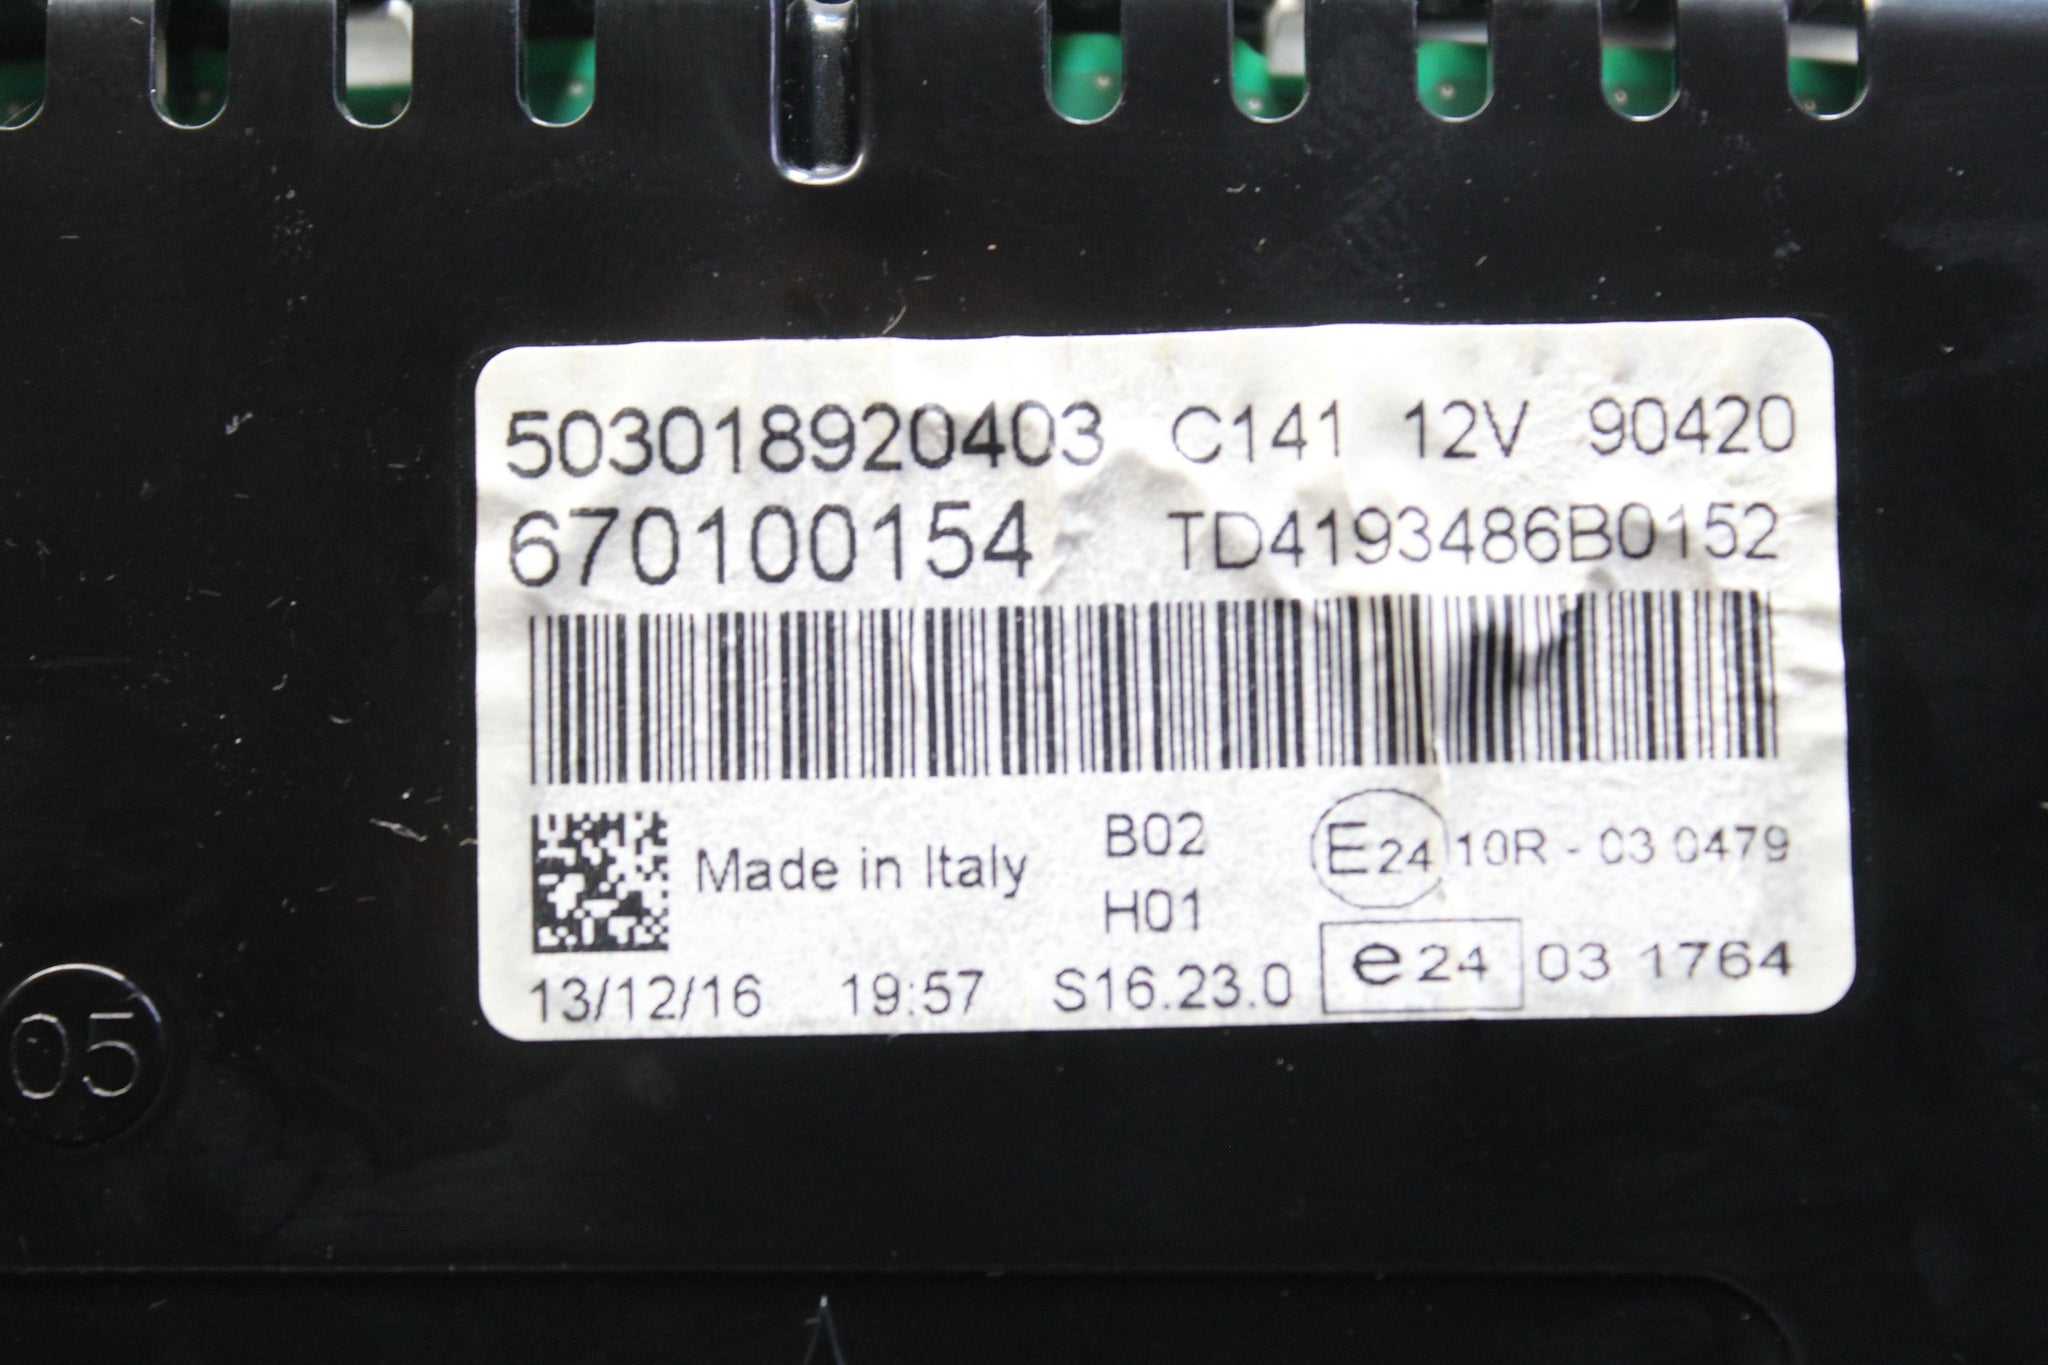 503018920403 C141 12V 90420
670100154 TD4193486B0152
Made in Italy B02 E24 10R - 03 0479
H01
13/12/16 19:57 S16.23.0 e24 03 1764
05